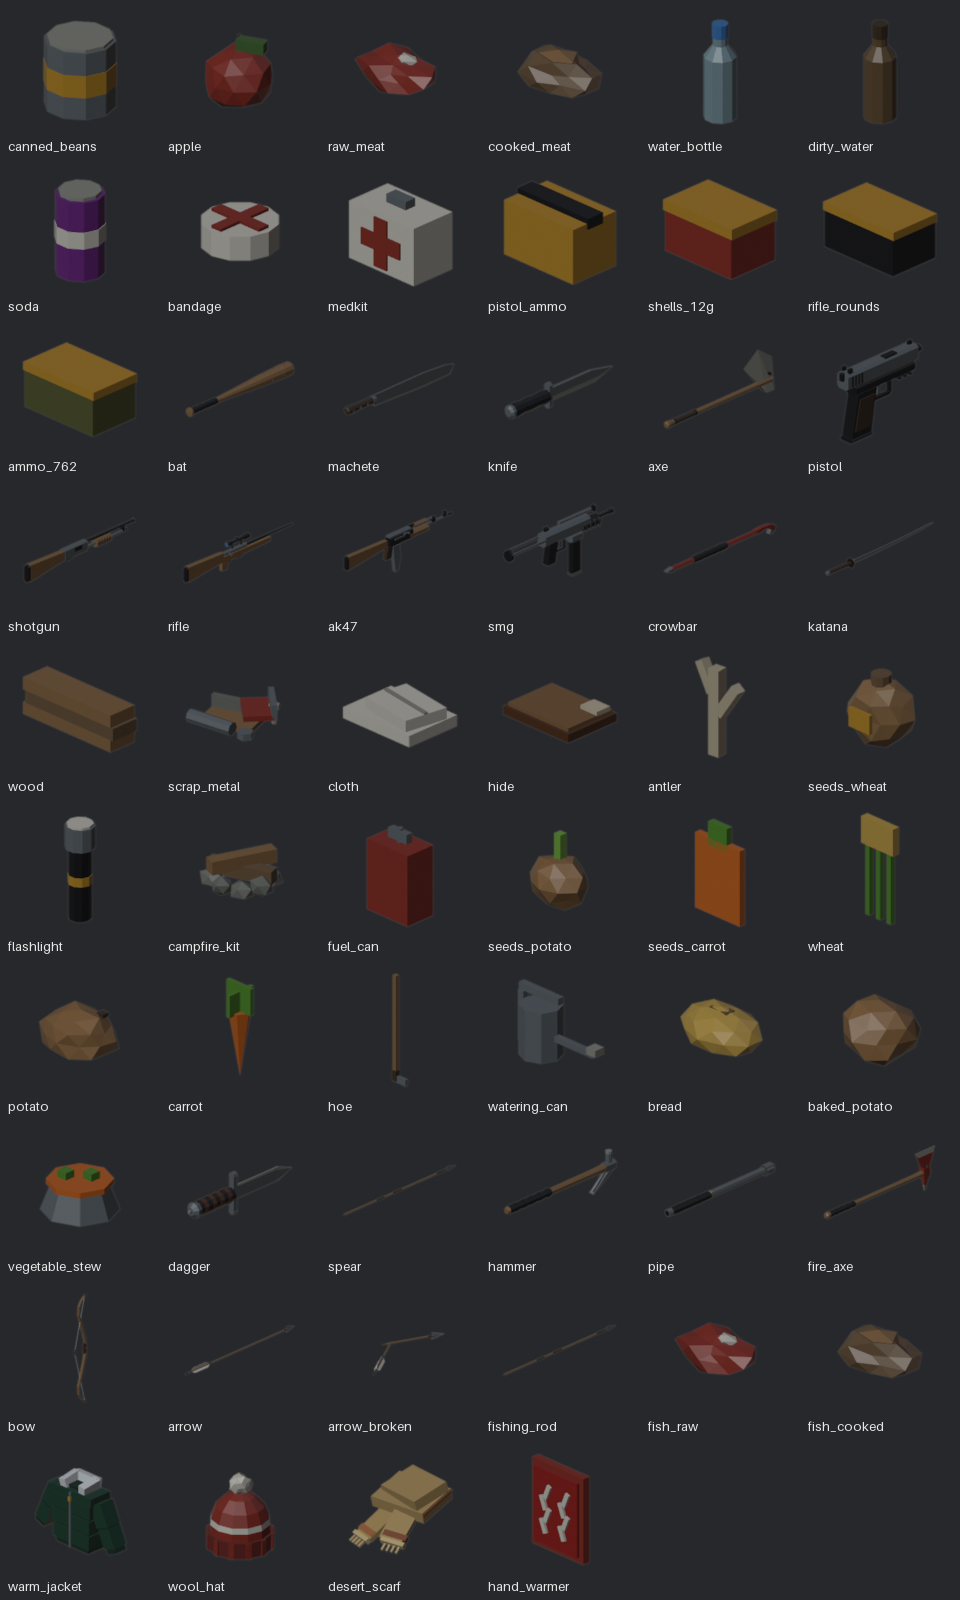 canned_beans apple raw_meat cooked_meat water_bottle dirty_water
soda bandage medkit pistol_ammo shells_12g rifle_rounds
ammo_762 bat machete knife axe pistol
shotgun rifle ak47 smg crowbar katana
wood scrap_metal cloth hide antler seeds_wheat
flashlight campfire_kit fuel_can seeds_potato seeds_carrot wheat
potato carrot hoe watering_can bread baked_potato
vegetable_stew dagger spear hammer pipe fire_axe
bow arrow arrow_broken fishing_rod fish_raw fish_cooked
warm_jacket wool_hat desert_scarf hand_warmer